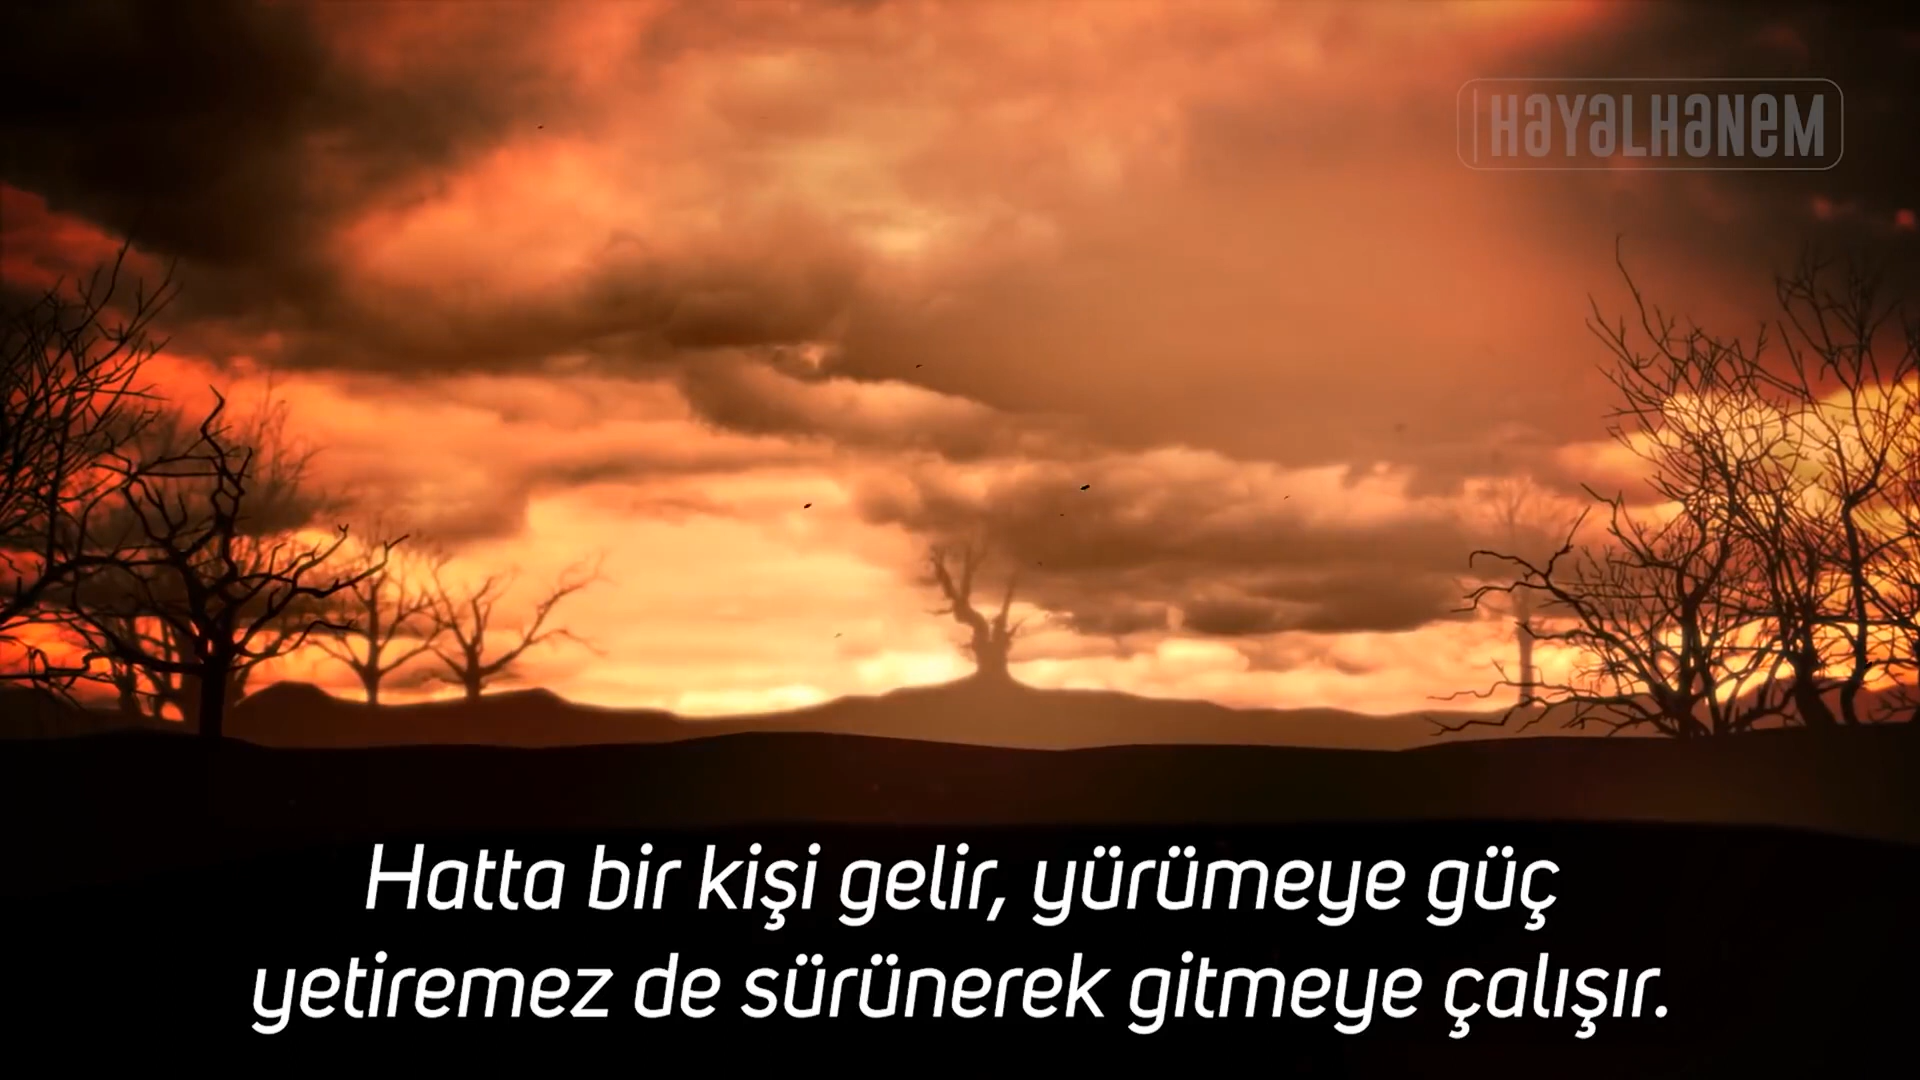 HAYALHANEM
Hatta bir kişi gelir, yürümeye güç
yetiremez de sürünerek gitmeye çalışır.